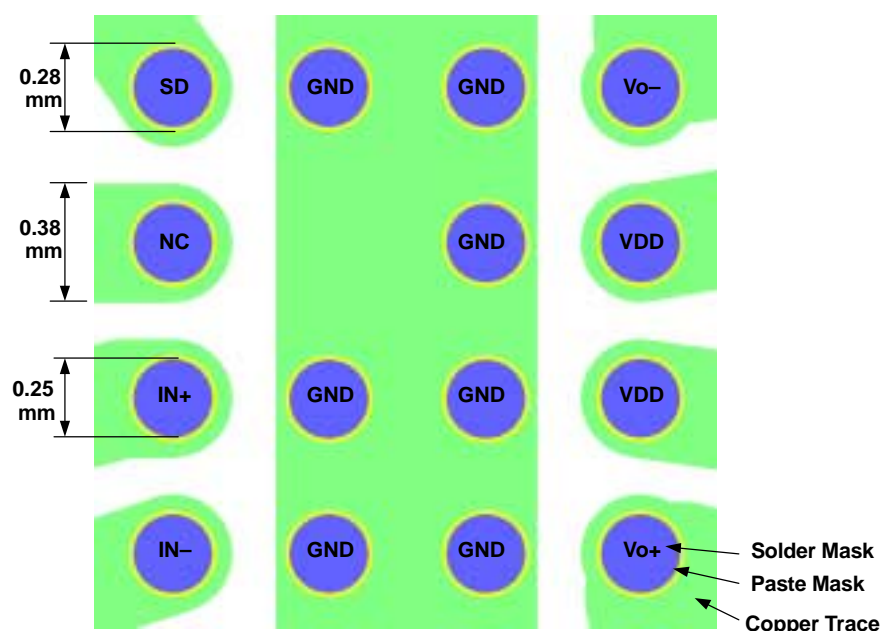 0.28
mm
SD
GND
GND
Vo–
0.38
mm
NC
GND
VDD
0.25
mm
IN+
GND
GND
VDD
IN–
GND
GND
Vo+
Solder Mask
Paste Mask
Copper Trace